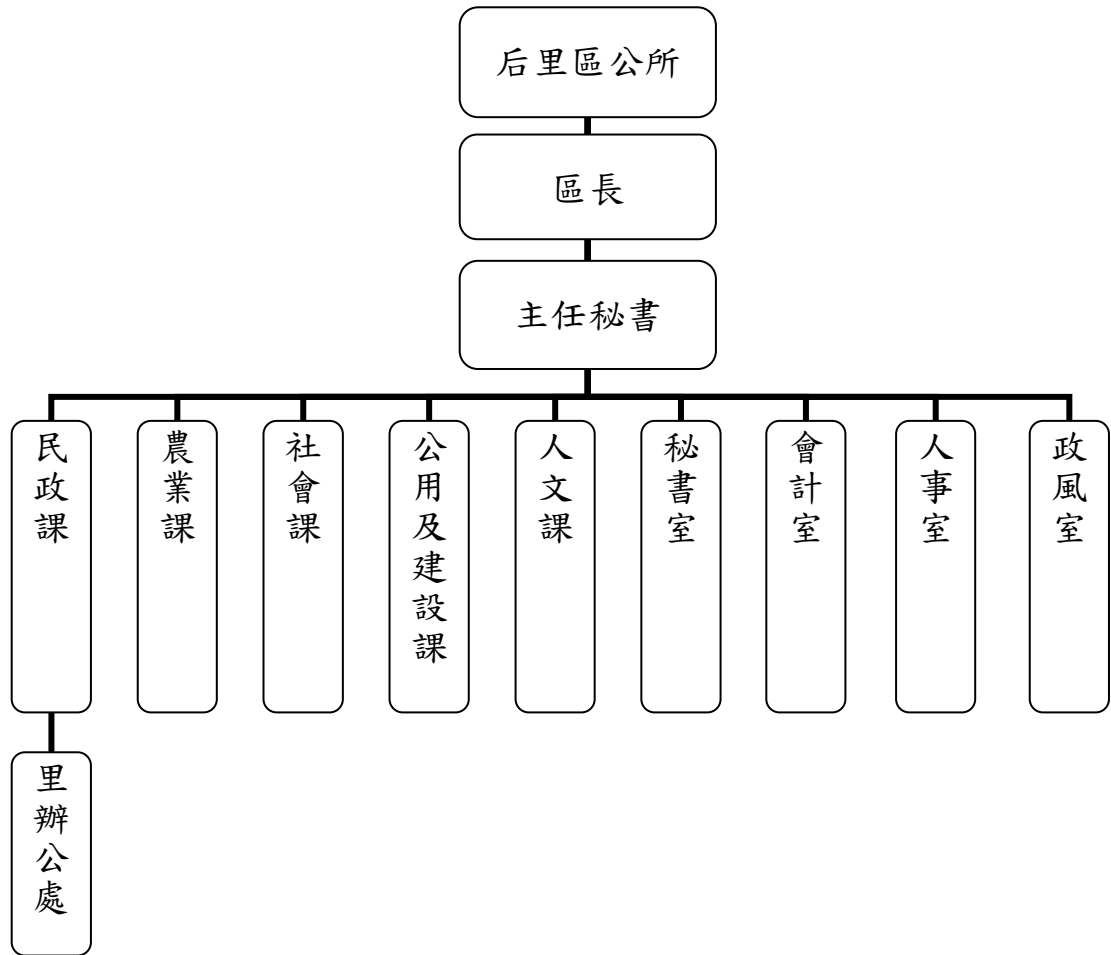 后里區公所
區長
主任秘書
民政課
農業課
社會課
公用及建設課
人文課
秘書室
會計室
人事室
政風室
里辦公處